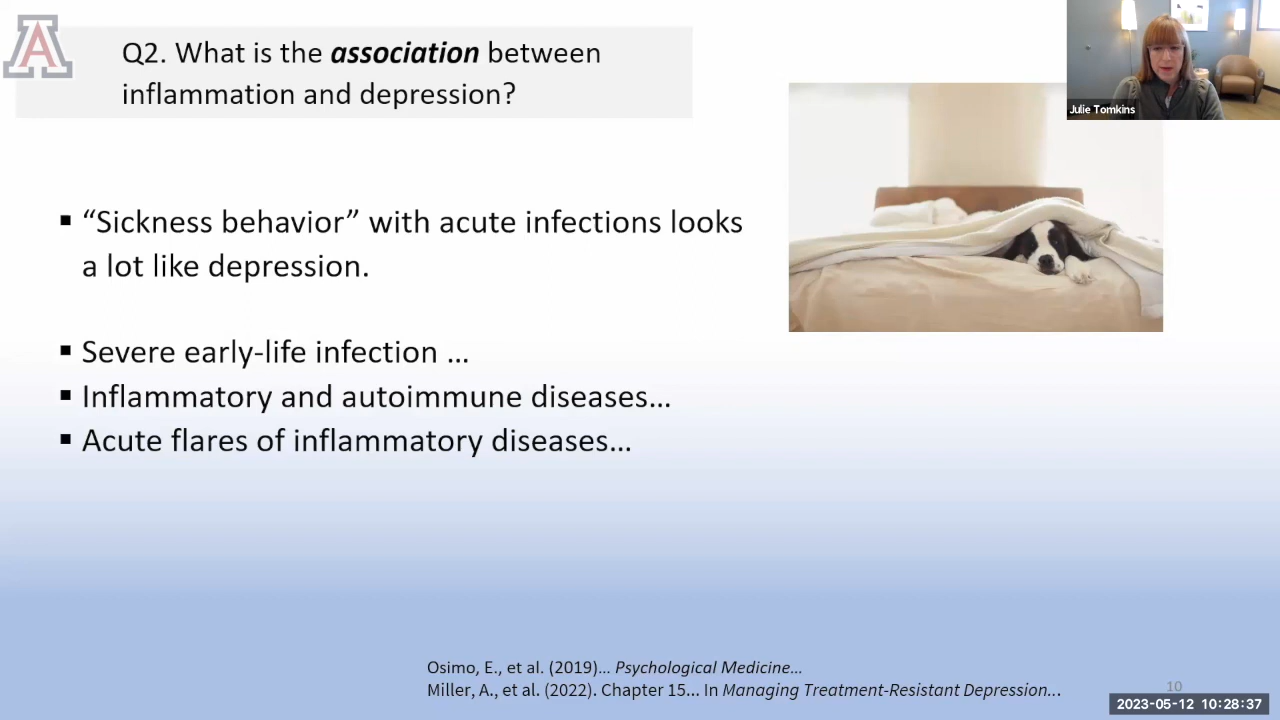 A
Q2. What is the association between
inflammation and depression?
Julie Tomkins
▪ “Sickness behavior” with acute infections looks
a lot like depression.
▪ Severe early-life infection ...
▪ Inflammatory and autoimmune diseases...
▪ Acute flares of inflammatory diseases...
Osimo, E., et al. (2019)... Psychological Medicine...
Miller, A., et al. (2022). Chapter 15... In Managing Treatment-Resistant Depression...
10
2023-05-12 10:28:37